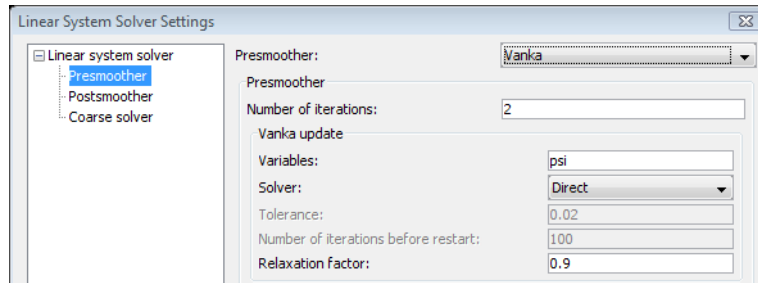 Linear System Solver Settings
Linear system solver
Presmoother
Postsmoother
Coarse solver
Presmoother: Vanka
Presmoother
Number of iterations: 2
Vanka update
Variables: psi
Solver: Direct
Tolerance: 0.02
Number of iterations before restart: 100
Relaxation factor: 0.9